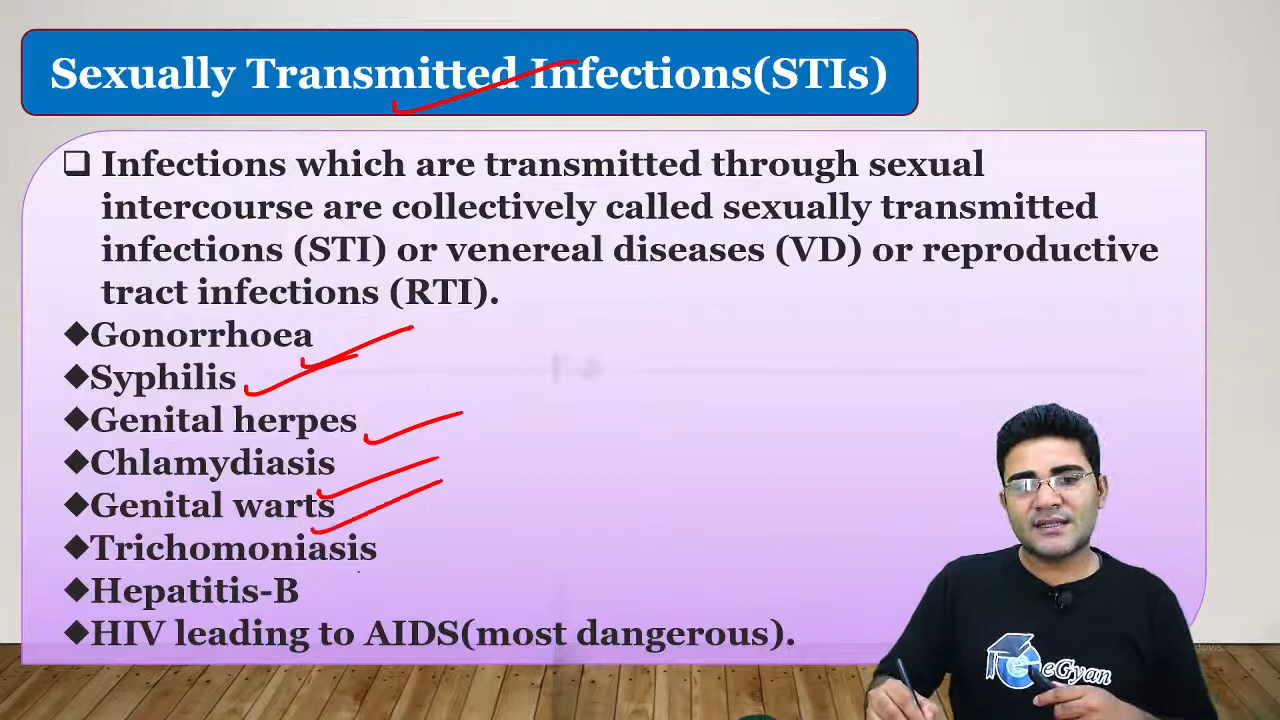 Sexually Transmitted Infections(STIs)
❑ Infections which are transmitted through sexual
intercourse are collectively called sexually transmitted
infections (STI) or venereal diseases (VD) or reproductive
tract infections (RTI).
◆Gonorrhoea
◆Syphilis
◆Genital herpes
◆Chlamydiasis
◆Genital warts
◆Trichomoniasis
◆Hepatitis-B
◆HIV leading to AIDS(most dangerous).
eGyan